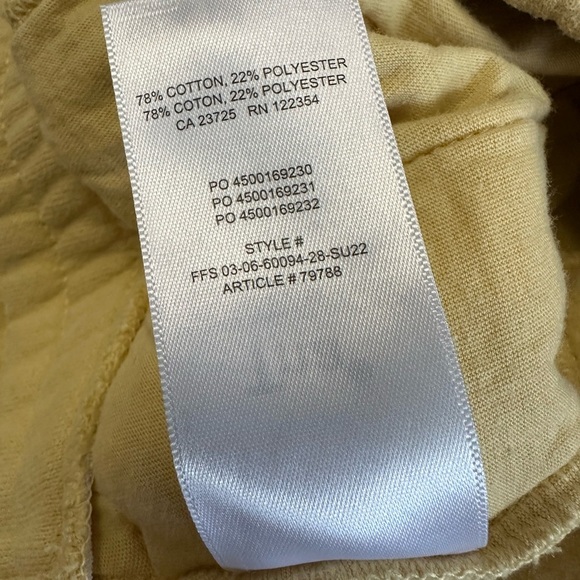 78% COTTON, 22% POLYESTER
78% COTON, 22% POLYESTER
CA 23725 RN 122354
PO 4500169230
PO 4500169231
PO 4500169232
STYLE #
FFS 03-06-60094-28-SU22
ARTICLE # 79788